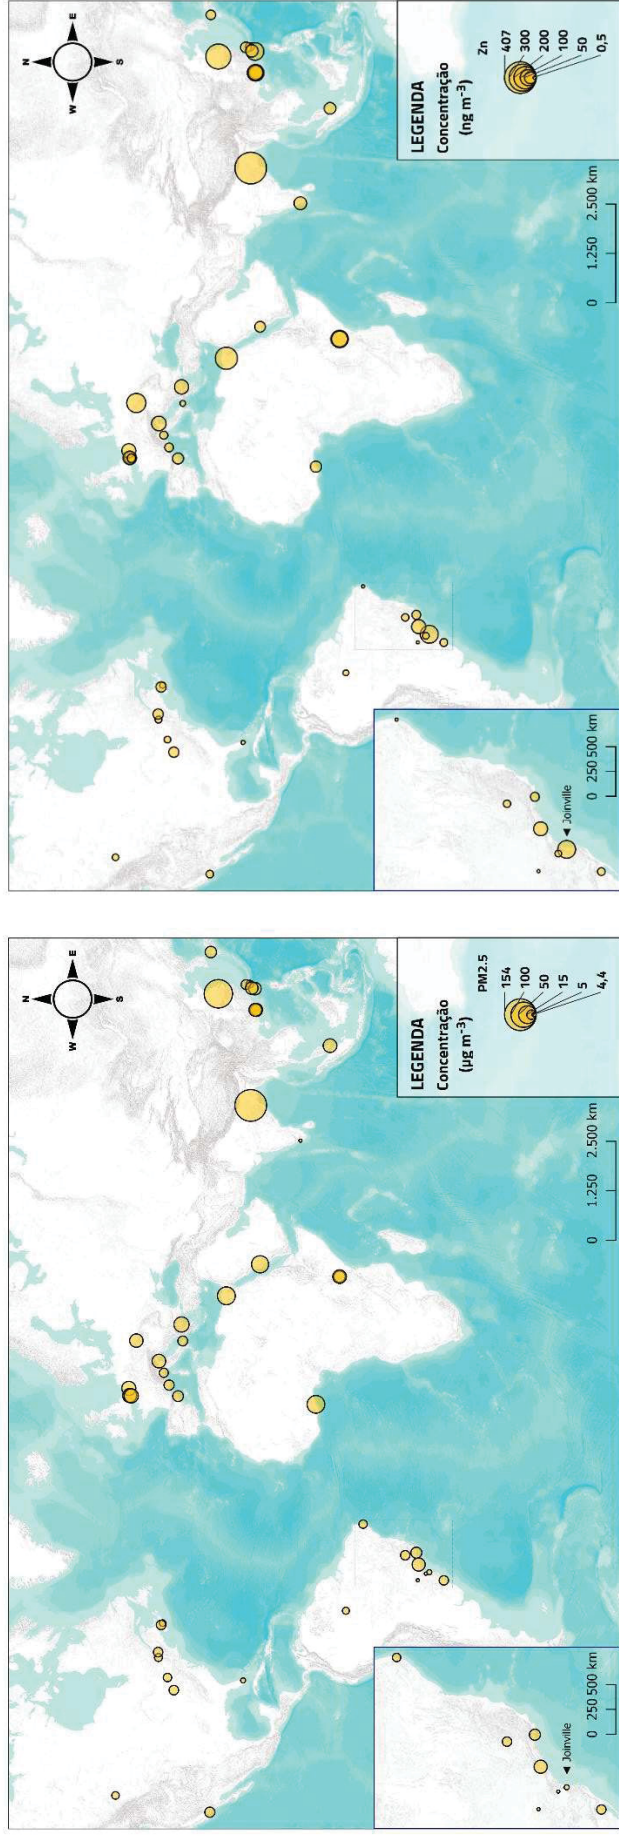 N
W
E
S
LEGENDA
Concentração
(µg m⁻³)
PM2.5
154
100
50
15
5
4,4
0 1.250 2.500 km
0 250 500 km
Joinville
N
W
E
S
LEGENDA
Concentração
(ng m⁻³)
Zn
407
300
200
100
50
0,5
0 1.250 2.500 km
0 250 500 km
Joinville